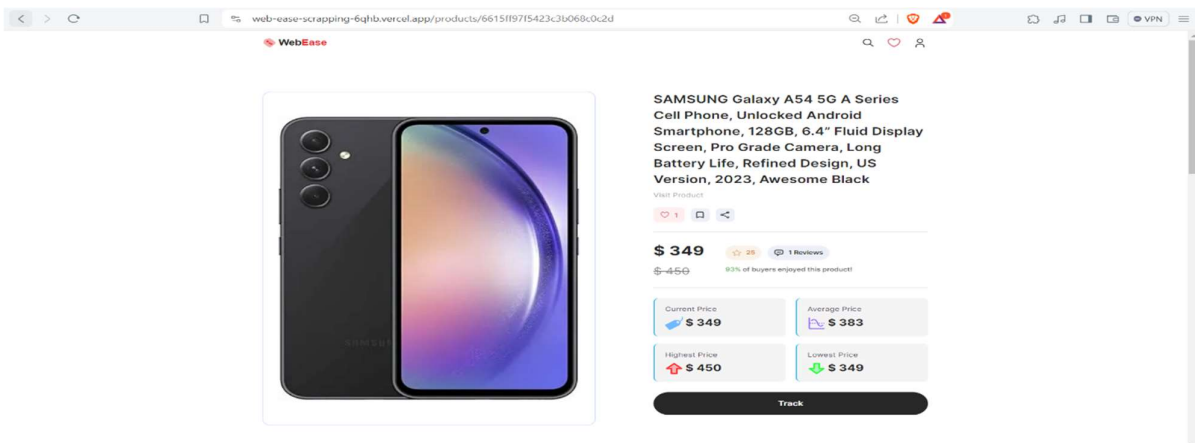 web-ease-scrapping-6qhb.vercel.app/products/6615ff97f5423c3b068c0c2d
VPN
WebEase
SAMSUNG Galaxy A54 5G A Series
Cell Phone, Unlocked Android
Smartphone, 128GB, 6.4” Fluid Display
Screen, Pro Grade Camera, Long
Battery Life, Refined Design, US
Version, 2023, Awesome Black
Visit Product
1
$ 349
25
1 Reviews
$ 450
93% of buyers enjoyed this product!
Current Price
$ 349
Average Price
$ 383
Highest Price
$ 450
Lowest Price
$ 349
Track
SAMSUNG